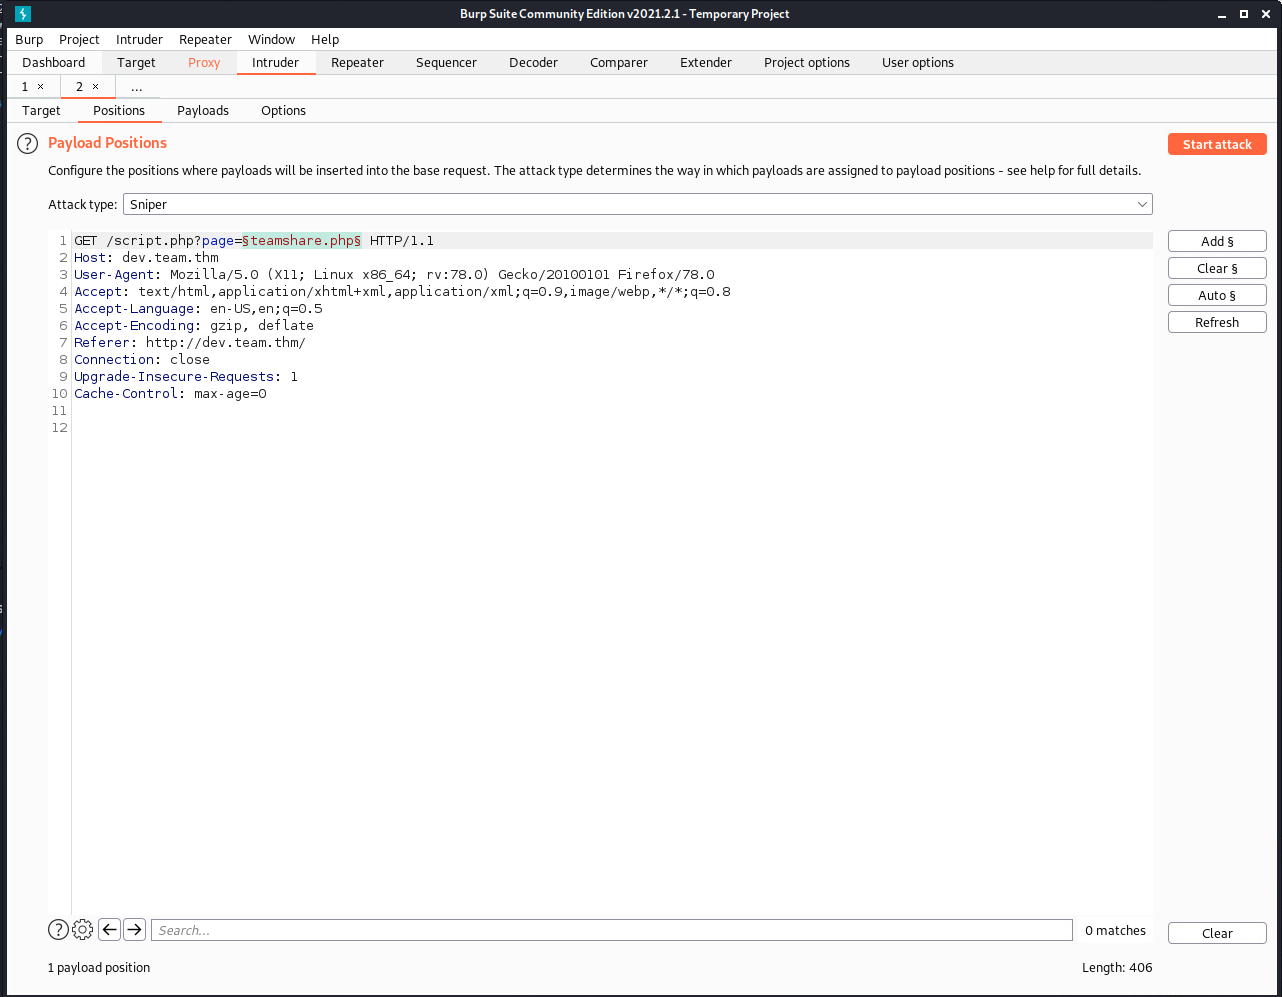 Burp Suite Community Edition v2021.2.1 - Temporary Project
Burp Project Intruder Repeater Window Help
Dashboard Target Proxy Intruder Repeater Sequencer Decoder Comparer Extender Project options User options
1 × 2 × ...
Target Positions Payloads Options
? Payload Positions
Start attack
Configure the positions where payloads will be inserted into the base request. The attack type determines the way in which payloads are assigned to payload positions - see help for full details.
Attack type: Sniper
1 GET /script.php?page=§teamshare.php§ HTTP/1.1
2 Host: dev.team.thm
3 User-Agent: Mozilla/5.0 (X11; Linux x86_64; rv:78.0) Gecko/20100101 Firefox/78.0
4 Accept: text/html,application/xhtml+xml,application/xml;q=0.9,image/webp,*/*;q=0.8
5 Accept-Language: en-US,en;q=0.5
6 Accept-Encoding: gzip, deflate
7 Referer: http://dev.team.thm/
8 Connection: close
9 Upgrade-Insecure-Requests: 1
10 Cache-Control: max-age=0
11
12
Add §
Clear §
Auto §
Refresh
? Search... 0 matches
Clear
1 payload position
Length: 406